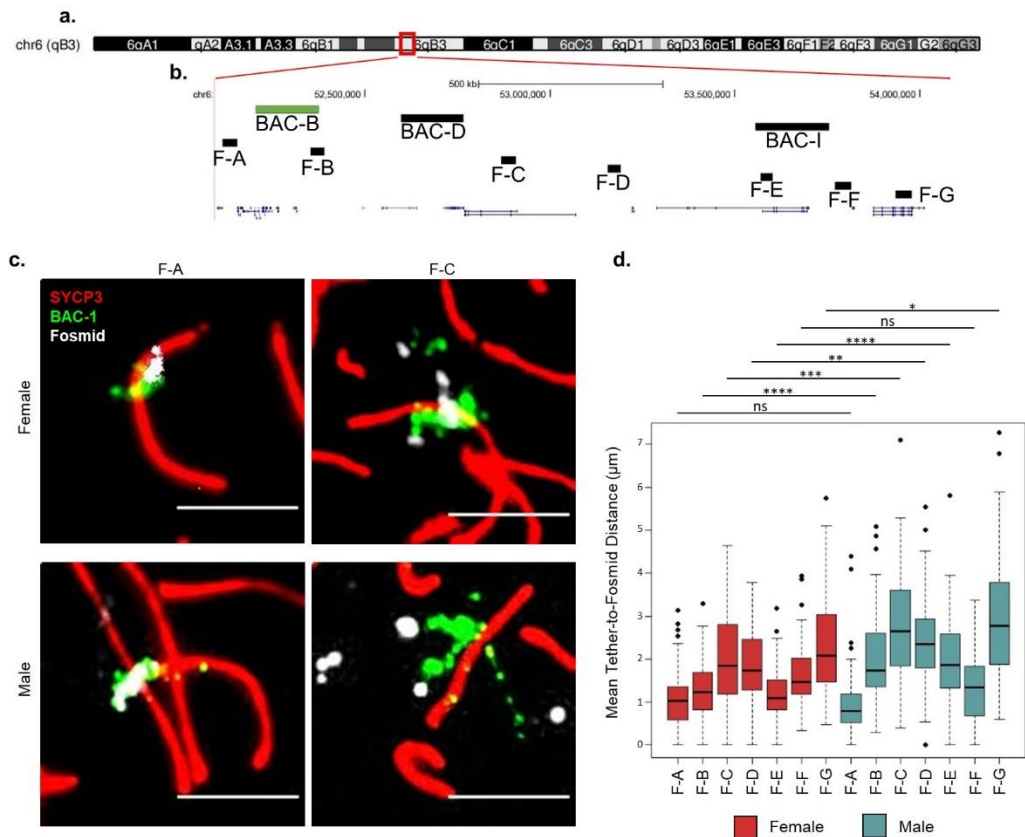 a.
chr6 (qB3)
6qA1 qA2 A3.1 A3.3 6qB1 6qB3 6qC1 6qC3 6qD1 qD3 6qE1 6qE3 6qF1 F2 6qF3 6qG1 G2 6qG3
b.
500 kb
chr6: 52,500,000 53,000,000 53,500,000 54,000,000
BAC-B BAC-D BAC-I
F-A F-B F-C F-D F-E F-F F-G
c.
F-A F-C
SYCP3
BAC-1
Fosmid
Female
Male
d.
*
ns
****
**
***
****
ns
Mean Tether-to-Fosmid Distance (µm)
7
6
5
4
3
2
1
0
F-A F-B F-C F-D F-E F-F F-G F-A F-B F-C F-D F-E F-F F-G
Female Male